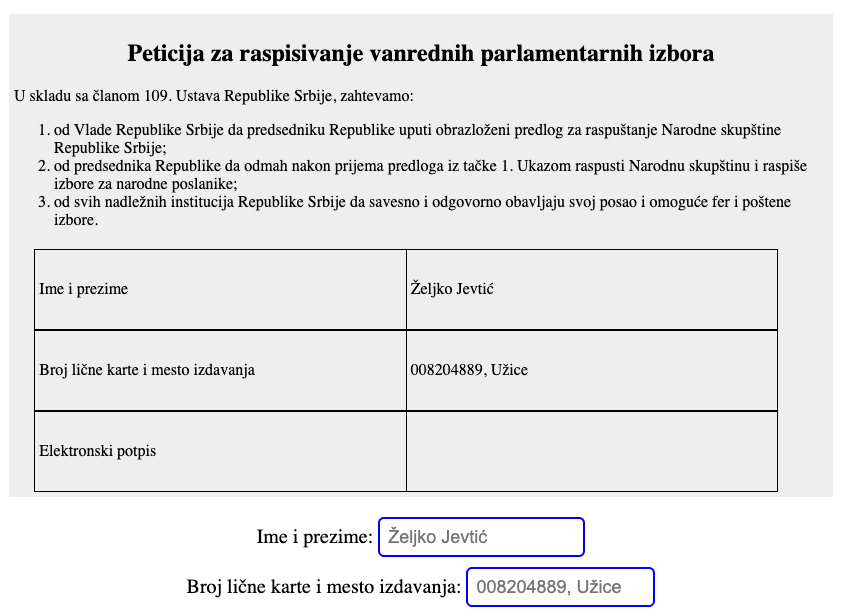 Peticija za raspisivanje vanrednih parlamentarnih izbora
U skladu sa članom 109. Ustava Republike Srbije, zahtevamo:
1. od Vlade Republike Srbije da predsedniku Republike uputi obrazloženi predlog za raspuštanje Narodne skupštine
Republike Srbije;
2. od predsednika Republike da odmah nakon prijema predloga iz tačke 1. Ukazom raspusti Narodnu skupštinu i raspiše
izbore za narodne poslanike;
3. od svih nadležnih institucija Republike Srbije da savesno i odgovorno obavljaju svoj posao i omoguće fer i poštene
izbore.
Ime i prezime Željko Jevtić
Broj lične karte i mesto izdavanja 008204889, Užice
Elektronski potpis
Ime i prezime: Željko Jevtić
Broj lične karte i mesto izdavanja: 008204889, Užice